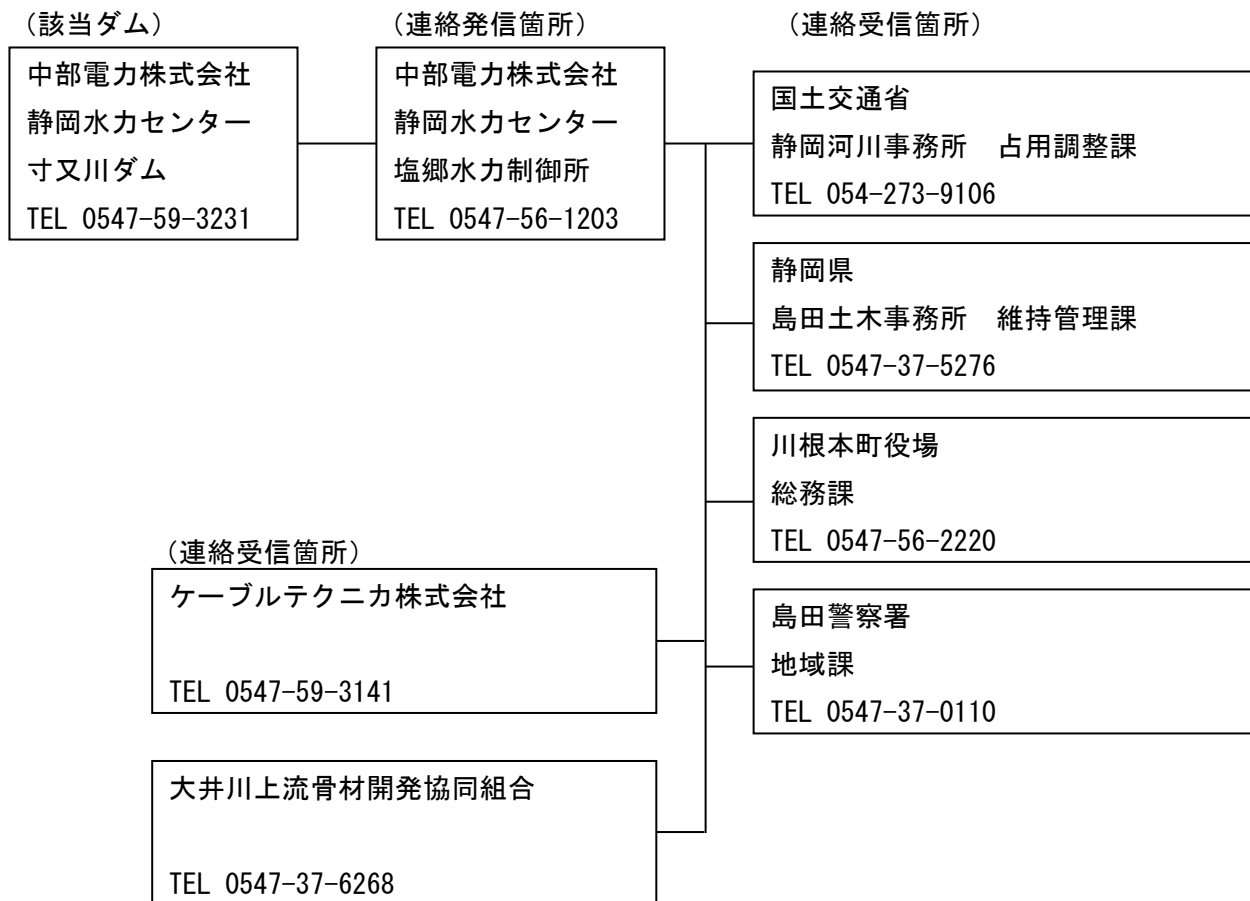 (該当ダム)
中部電力株式会社
静岡水力センター
寸又川ダム
TEL 0547-59-3231
(連絡発信箇所)
中部電力株式会社
静岡水力センター
塩郷水力制御所
TEL 0547-56-1203
(連絡受信箇所)
国土交通省
静岡河川事務所　占用調整課
TEL 054-273-9106
静岡県
島田土木事務所　維持管理課
TEL 0547-37-5276
川根本町役場
総務課
TEL 0547-56-2220
島田警察署
地域課
TEL 0547-37-0110
(連絡受信箇所)
ケーブルテクニカ株式会社
TEL 0547-59-3141
大井川上流骨材開発協同組合
TEL 0547-37-6268